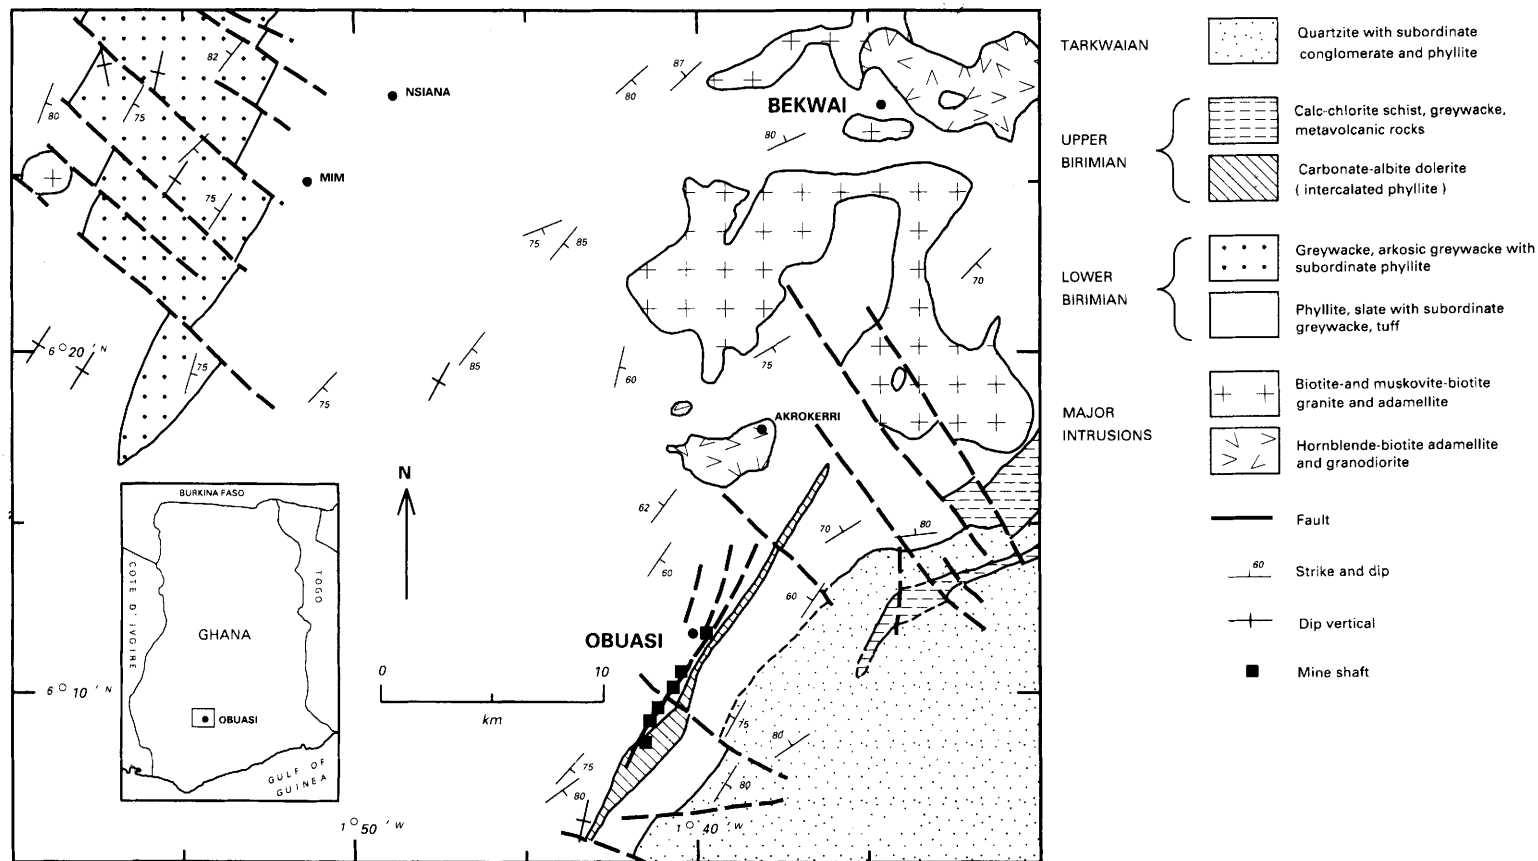 82
87
80
80
75
NSIANA
BEKWAI
80
MIM
75
75
85
70
6° 20' N
75
75
85
60
75
AKROKERRI
N
62
70
80
60
60
OBUASI
0
10
km
6° 10' N
75
80
75
80
80
1° 50' W
1° 40' W
BURKINA FASO
COTE D'IVOIRE
TOGO
GHANA
OBUASI
GULF OF
GUINEA
TARKWAIAN
Quartzite with subordinate
conglomerate and phyllite
UPPER
BIRIMIAN
Calc-chlorite schist, greywacke,
metavolcanic rocks
Carbonate-albite dolerite
( intercalated phyllite )
LOWER
BIRIMIAN
Greywacke, arkosic greywacke with
subordinate phyllite
Phyllite, slate with subordinate
greywacke, tuff
MAJOR
INTRUSIONS
Biotite-and muskovite-biotite
granite and adamellite
Hornblende-biotite adamellite
and granodiorite
Fault
60
Strike and dip
Dip vertical
Mine shaft